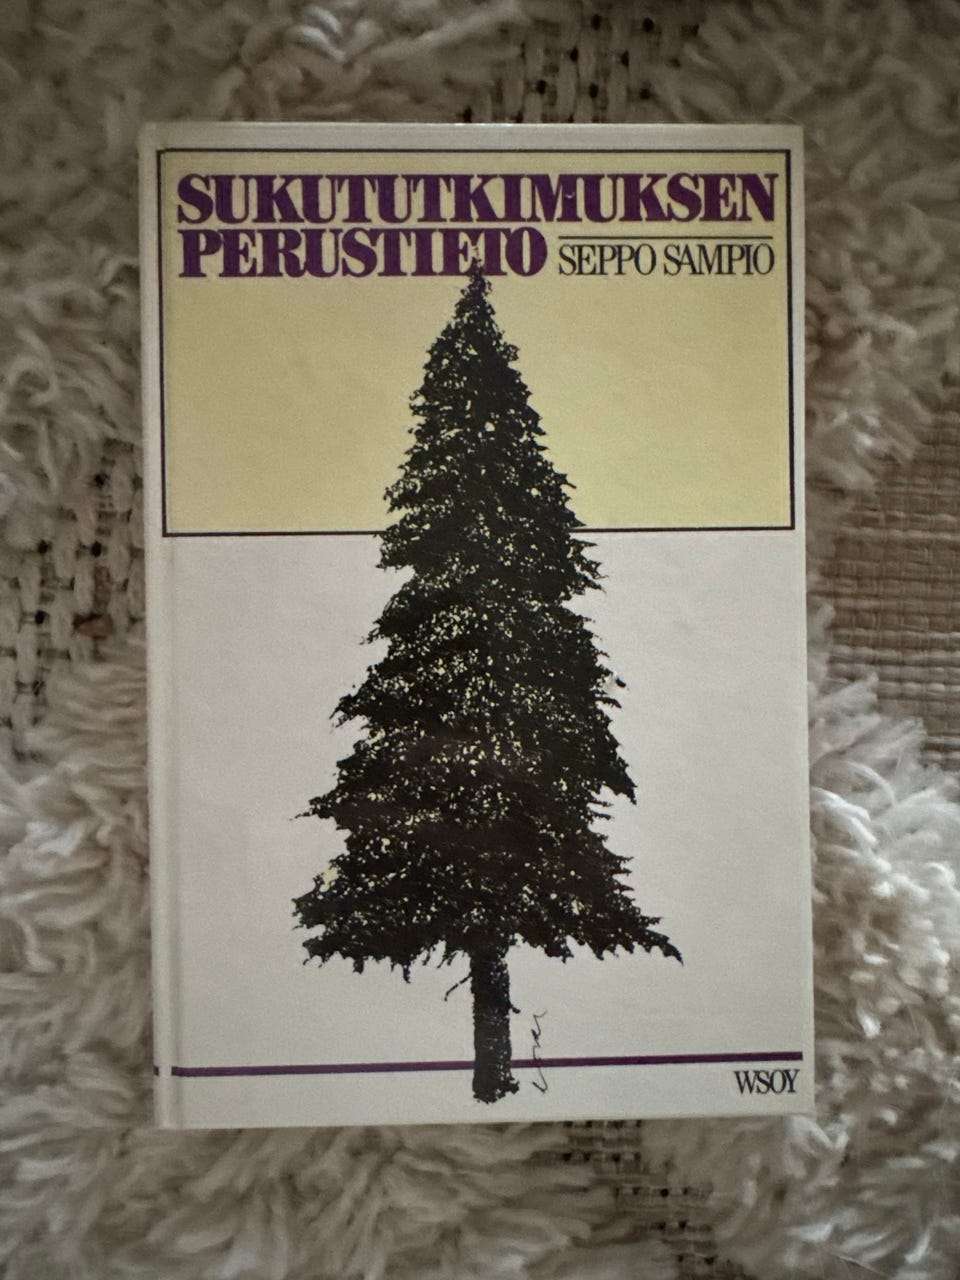 SUKUTUTKIMUKSEN
PERUSTIETO SEPPO SAMPIO
WSOY